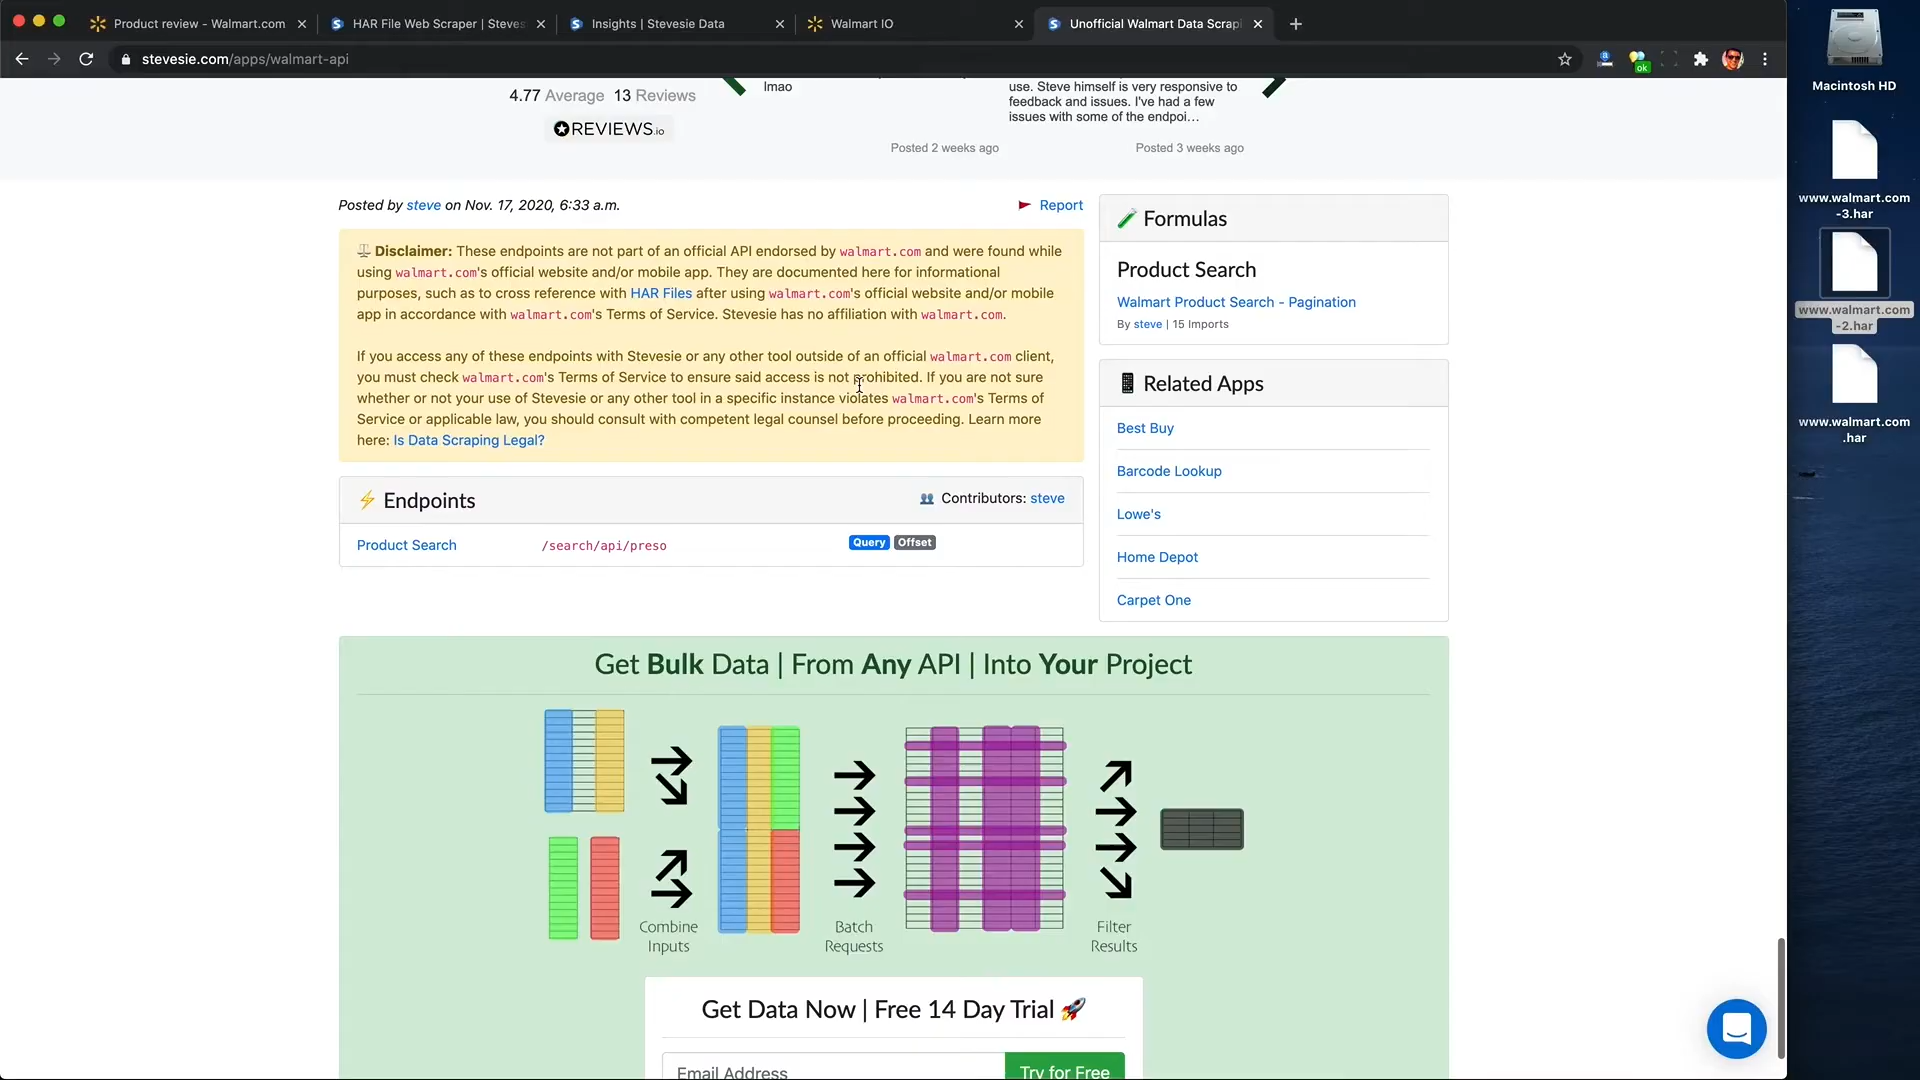 Product review - Walmart.com
HAR File Web Scraper | Steves
Insights | Stevesie Data
Walmart IO
Unofficial Walmart Data Scrapi
stevesie.com/apps/walmart-api
ok
Macintosh HD
www.walmart.com
-3.har
www.walmart.com
-2.har
www.walmart.com
.har
4.77 Average 13 Reviews
REVIEWS.io
lmao
Posted 2 weeks ago
use. Steve himself is very responsive to
feedback and issues. I've had a few
issues with some of the endpoi…
Posted 3 weeks ago
Posted by steve on Nov. 17, 2020, 6:33 a.m.
Report
Disclaimer: These endpoints are not part of an official API endorsed by walmart.com and were found while
using walmart.com's official website and/or mobile app. They are documented here for informational
purposes, such as to cross reference with HAR Files after using walmart.com's official website and/or mobile
app in accordance with walmart.com's Terms of Service. Stevesie has no affiliation with walmart.com.
If you access any of these endpoints with Stevesie or any other tool outside of an official walmart.com client,
you must check walmart.com's Terms of Service to ensure said access is not prohibited. If you are not sure
whether or not your use of Stevesie or any other tool in a specific instance violates walmart.com's Terms of
Service or applicable law, you should consult with competent legal counsel before proceeding. Learn more
here: Is Data Scraping Legal?
Endpoints
Contributors: steve
Product Search /search/api/preso Query Offset
Formulas
Product Search
Walmart Product Search - Pagination
By steve | 15 Imports
Related Apps
Best Buy
Barcode Lookup
Lowe's
Home Depot
Carpet One
Get Bulk Data | From Any API | Into Your Project
Combine
Inputs
Batch
Requests
Filter
Results
Get Data Now | Free 14 Day Trial
Email Address
Try for Free